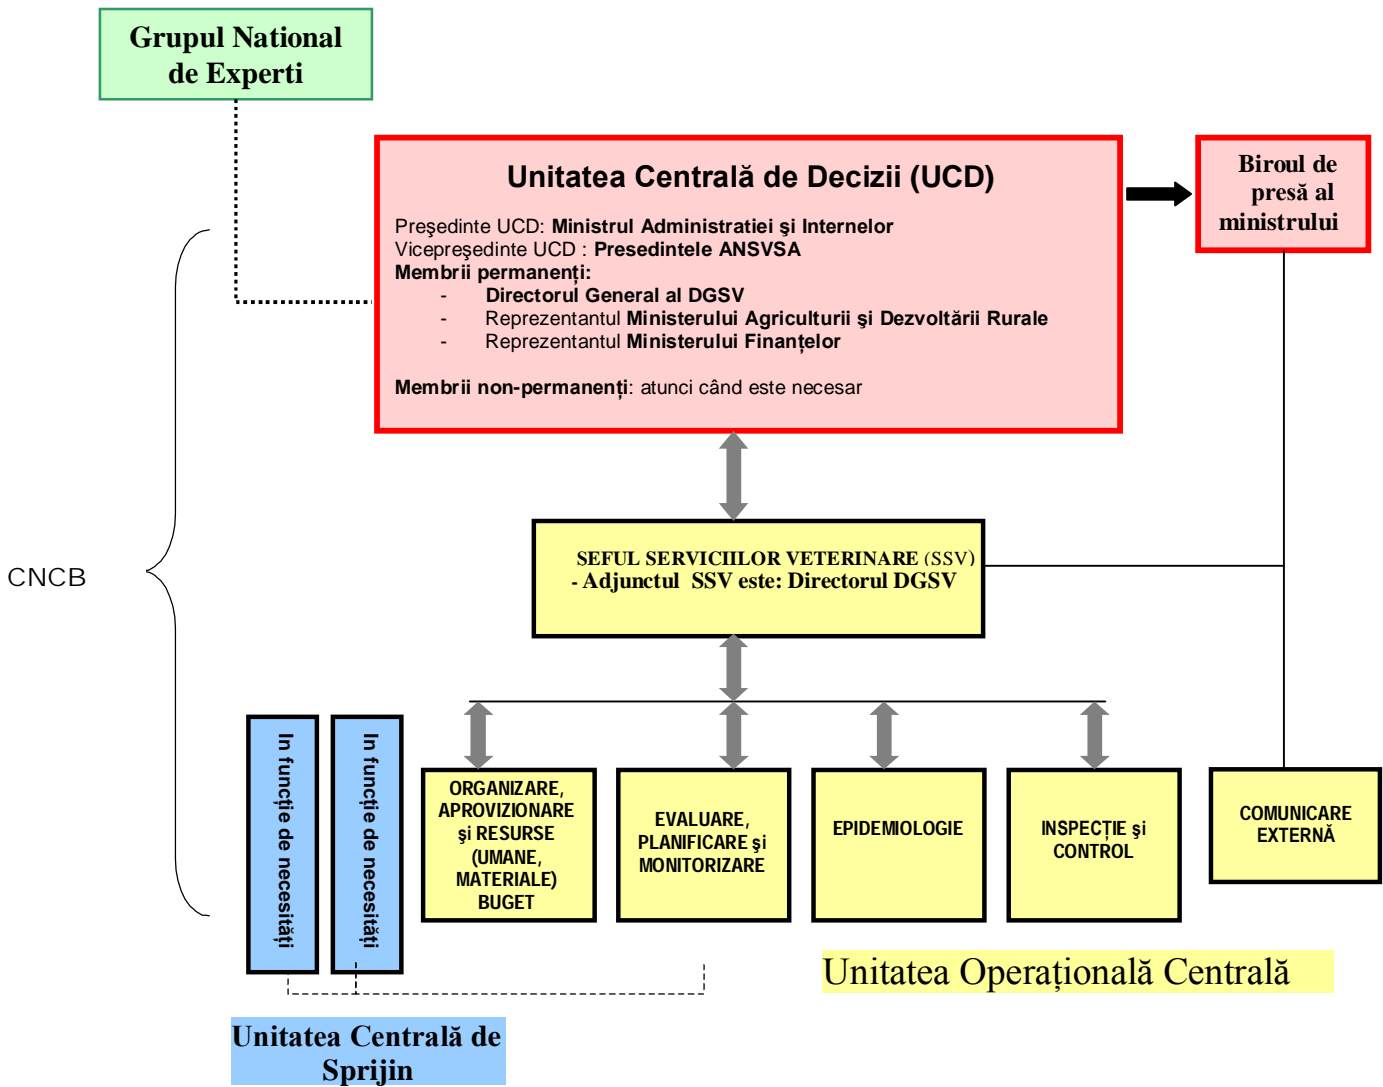 Grupul National
de Experti
Unitatea Centrală de Decizii (UCD)
Preşedinte UCD: Ministrul Administratiei şi Internelor
Vicepreşedinte UCD : Presedintele ANSVSA
Membrii permanenţi:
- Directorul General al DGSV
- Reprezentantul Ministerului Agriculturii şi Dezvoltării Rurale
- Reprezentantul Ministerului Finanţelor
Membrii non-permanenţi: atunci când este necesar
Biroul de
presă al
ministrului
SEFUL SERVICIILOR VETERINARE (SSV)
- Adjunctul SSV este: Directorul DGSV
CNCB
In funcţie de necesităţi
In funcţie de necesităţi
ORGANIZARE,
APROVIZIONARE
şi RESURSE
(UMANE,
MATERIALE)
BUGET
EVALUARE,
PLANIFICARE şi
MONITORIZARE
EPIDEMIOLOGIE
INSPECŢIE şi
CONTROL
COMUNICARE
EXTERNĂ
Unitatea Operaţională Centrală
Unitatea Centrală de
Sprijin